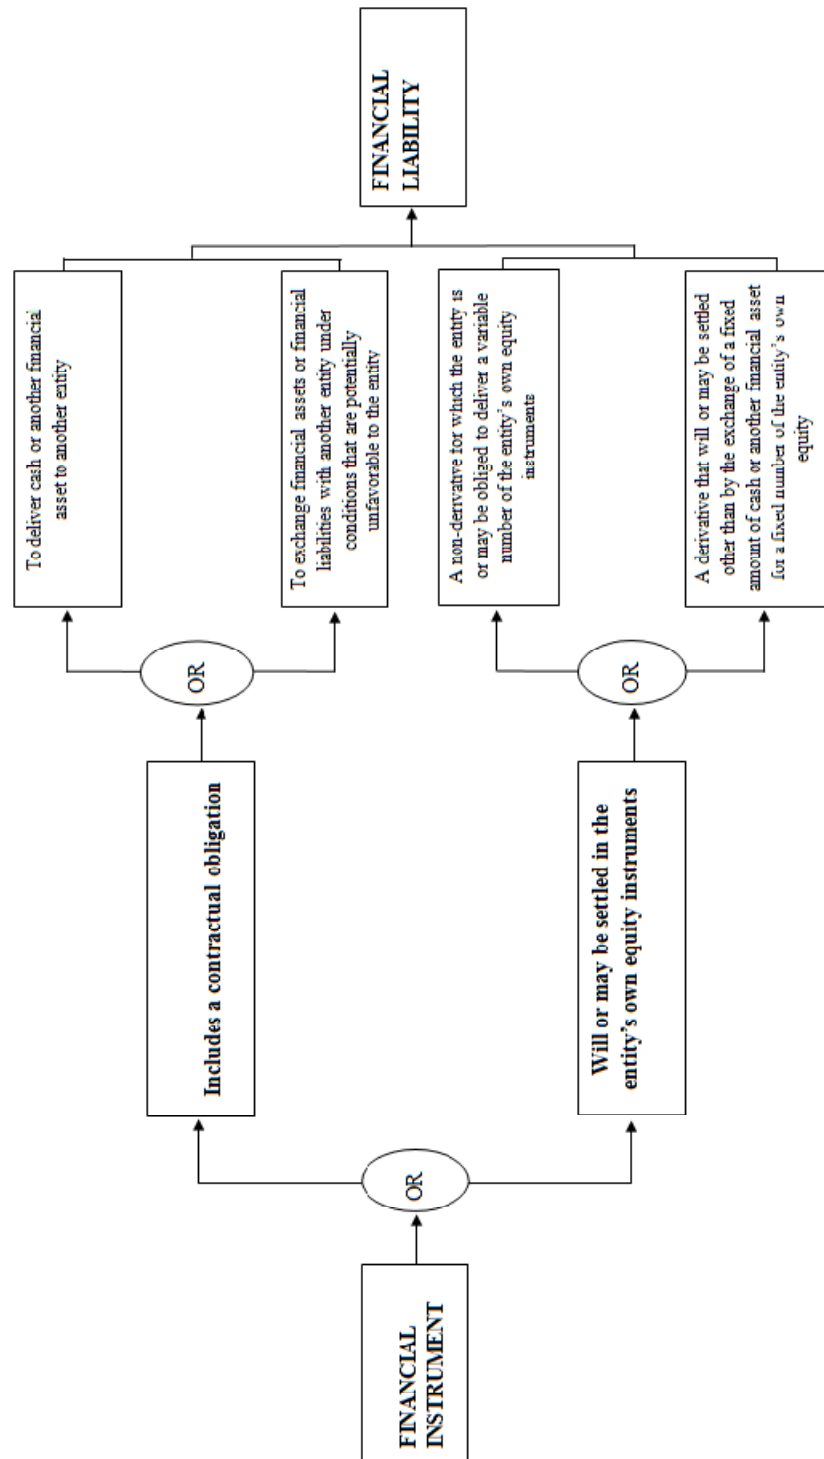 FINANCIAL
INSTRUMENT
OR
Includes a contractual obligation
Will or may be settled in the
entity's own equity instruments
OR
To deliver cash or another financial
asset to another entity
To exchange financial assets or financial
liabilities with another entity under
conditions that are potentially
unfavorable to the entity
OR
A non-derivative for which the entity is
or may be obliged to deliver a variable
number of the entity's own equity
instruments
A derivative that will or may be settled
other than by the exchange of a fixed
amount of cash or another financial asset
for a fixed number of the entity's own
equity
FINANCIAL
LIABILITY